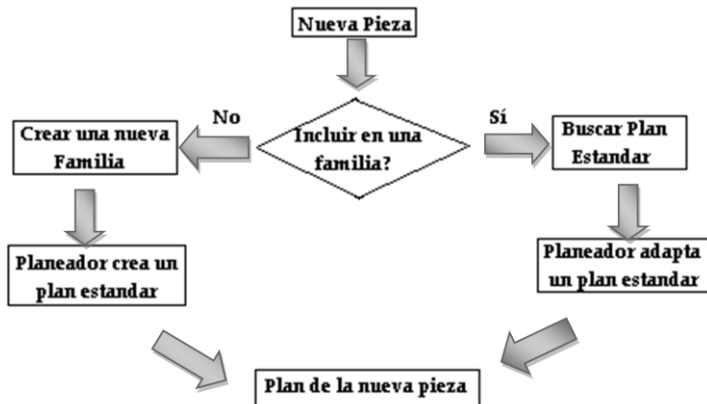 Nueva Pieza
No
Incluir en una
familia?
Sí
Crear una nueva
Familia
Buscar Plan
Estandar
Planeador crea un
plan estandar
Planeador adapta
un plan estandar
Plan de la nueva pieza